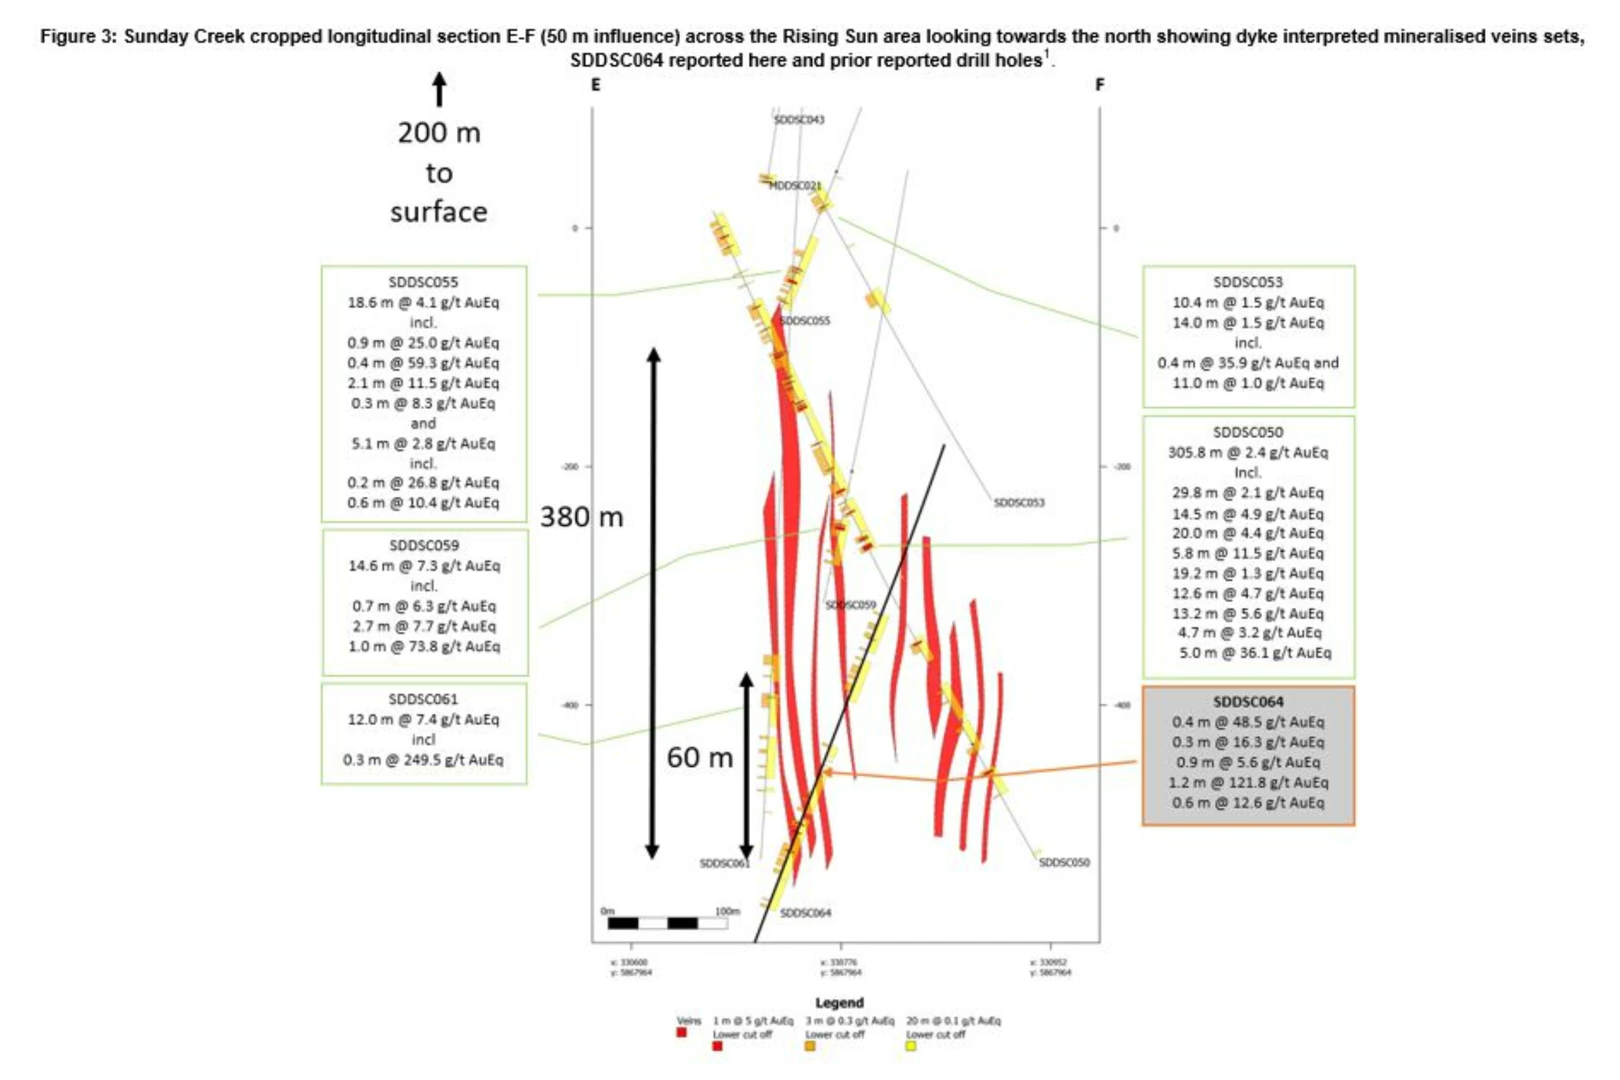 Figure 3: Sunday Creek cropped longitudinal section E-F (50 m influence) across the Rising Sun area looking towards the north showing dyke interpreted mineralised veins sets,
SDDSC064 reported here and prior reported drill holes1.
E
F
200 m
to
surface
SDDSC043
MDDSC021
0
0
SDDSC055
18.6 m @ 4.1 g/t AuEq
incl.
0.9 m @ 25.0 g/t AuEq
0.4 m @ 59.3 g/t AuEq
2.1 m @ 11.5 g/t AuEq
0.3 m @ 8.3 g/t AuEq
and
5.1 m @ 2.8 g/t AuEq
incl.
0.2 m @ 26.8 g/t AuEq
0.6 m @ 10.4 g/t AuEq
SDDSC059
14.6 m @ 7.3 g/t AuEq
incl.
0.7 m @ 6.3 g/t AuEq
2.7 m @ 7.7 g/t AuEq
1.0 m @ 73.8 g/t AuEq
SDDSC061
12.0 m @ 7.4 g/t AuEq
incl
0.3 m @ 249.5 g/t AuEq
SDDSC055
-200
-200
380 m
SDDSC053
SDDSC059
-400
-400
60 m
SDDSC061
SDDSC050
SDDSC064
0m
100m
SDDSC053
10.4 m @ 1.5 g/t AuEq
14.0 m @ 1.5 g/t AuEq
incl.
0.4 m @ 35.9 g/t AuEq and
11.0 m @ 1.0 g/t AuEq
SDDSC050
305.8 m @ 2.4 g/t AuEq
Incl.
29.8 m @ 2.1 g/t AuEq
14.5 m @ 4.9 g/t AuEq
20.0 m @ 4.4 g/t AuEq
5.8 m @ 11.5 g/t AuEq
19.2 m @ 1.3 g/t AuEq
12.6 m @ 4.7 g/t AuEq
13.2 m @ 5.6 g/t AuEq
4.7 m @ 3.2 g/t AuEq
5.0 m @ 36.1 g/t AuEq
SDDSC064
0.4 m @ 48.5 g/t AuEq
0.3 m @ 16.3 g/t AuEq
0.9 m @ 5.6 g/t AuEq
1.2 m @ 121.8 g/t AuEq
0.6 m @ 12.6 g/t AuEq
x:
y: 5867964
x:
y: 5867964
x:
y: 5867964
Legend
Veins
1 m @ 5 g/t AuEq
Lower cut off
3 m @ 0.3 g/t AuEq
Lower cut off
20 m @ 0.1 g/t AuEq
Lower cut off